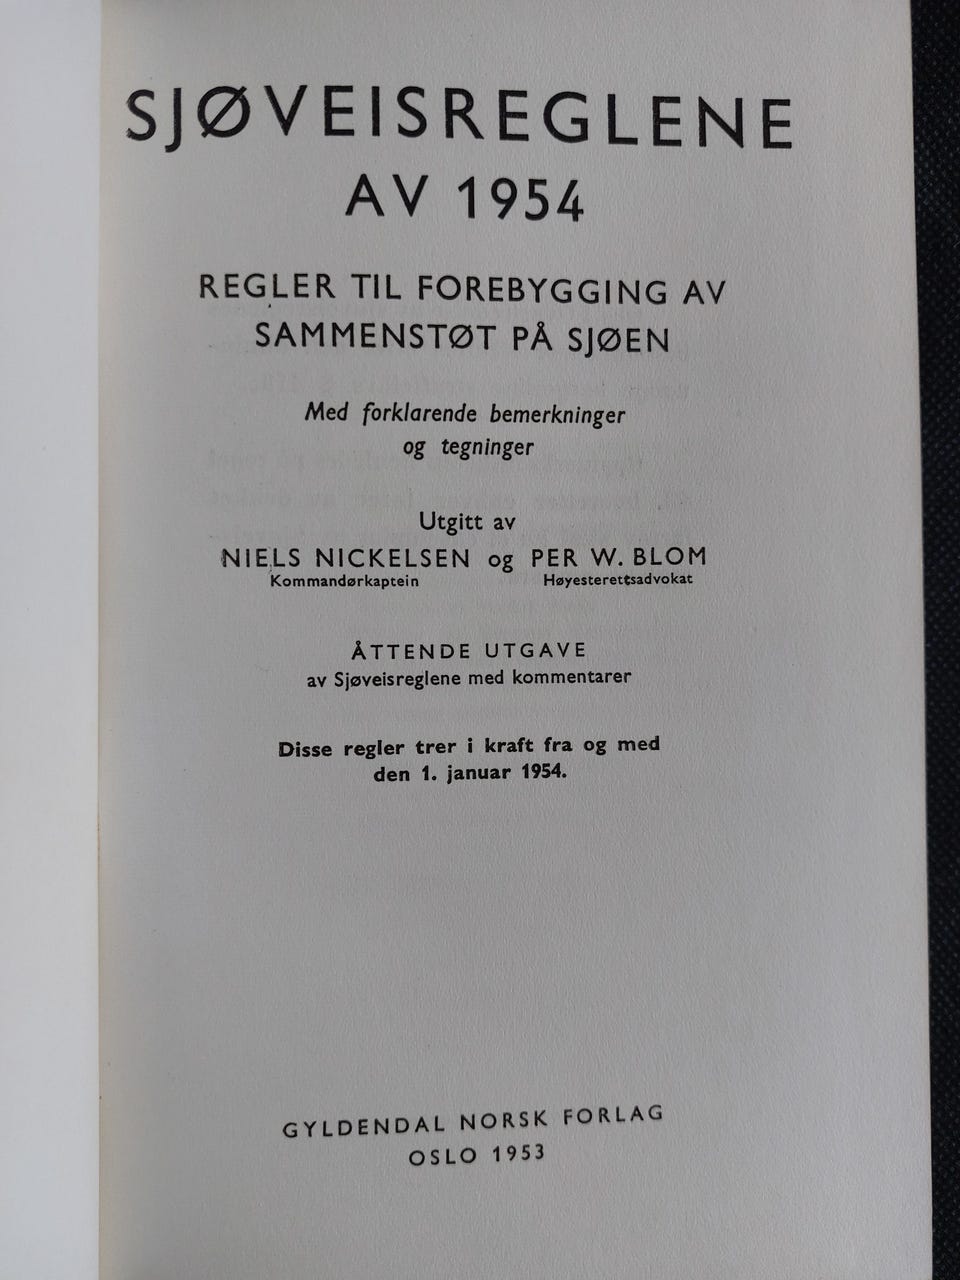 SJØVEISREGLENE
AV 1954
REGLER TIL FOREBYGGING AV
SAMMENSTØT PÅ SJØEN
Med forklarende bemerkninger
og tegninger
Utgitt av
NIELS NICKELSEN og PER W. BLOM
Kommandørkaptein Høyesterettsadvokat
ÅTTENDE UTGAVE
av Sjøveisreglene med kommentarer
Disse regler trer i kraft fra og med
den 1. januar 1954.
GYLDENDAL NORSK FORLAG
OSLO 1953